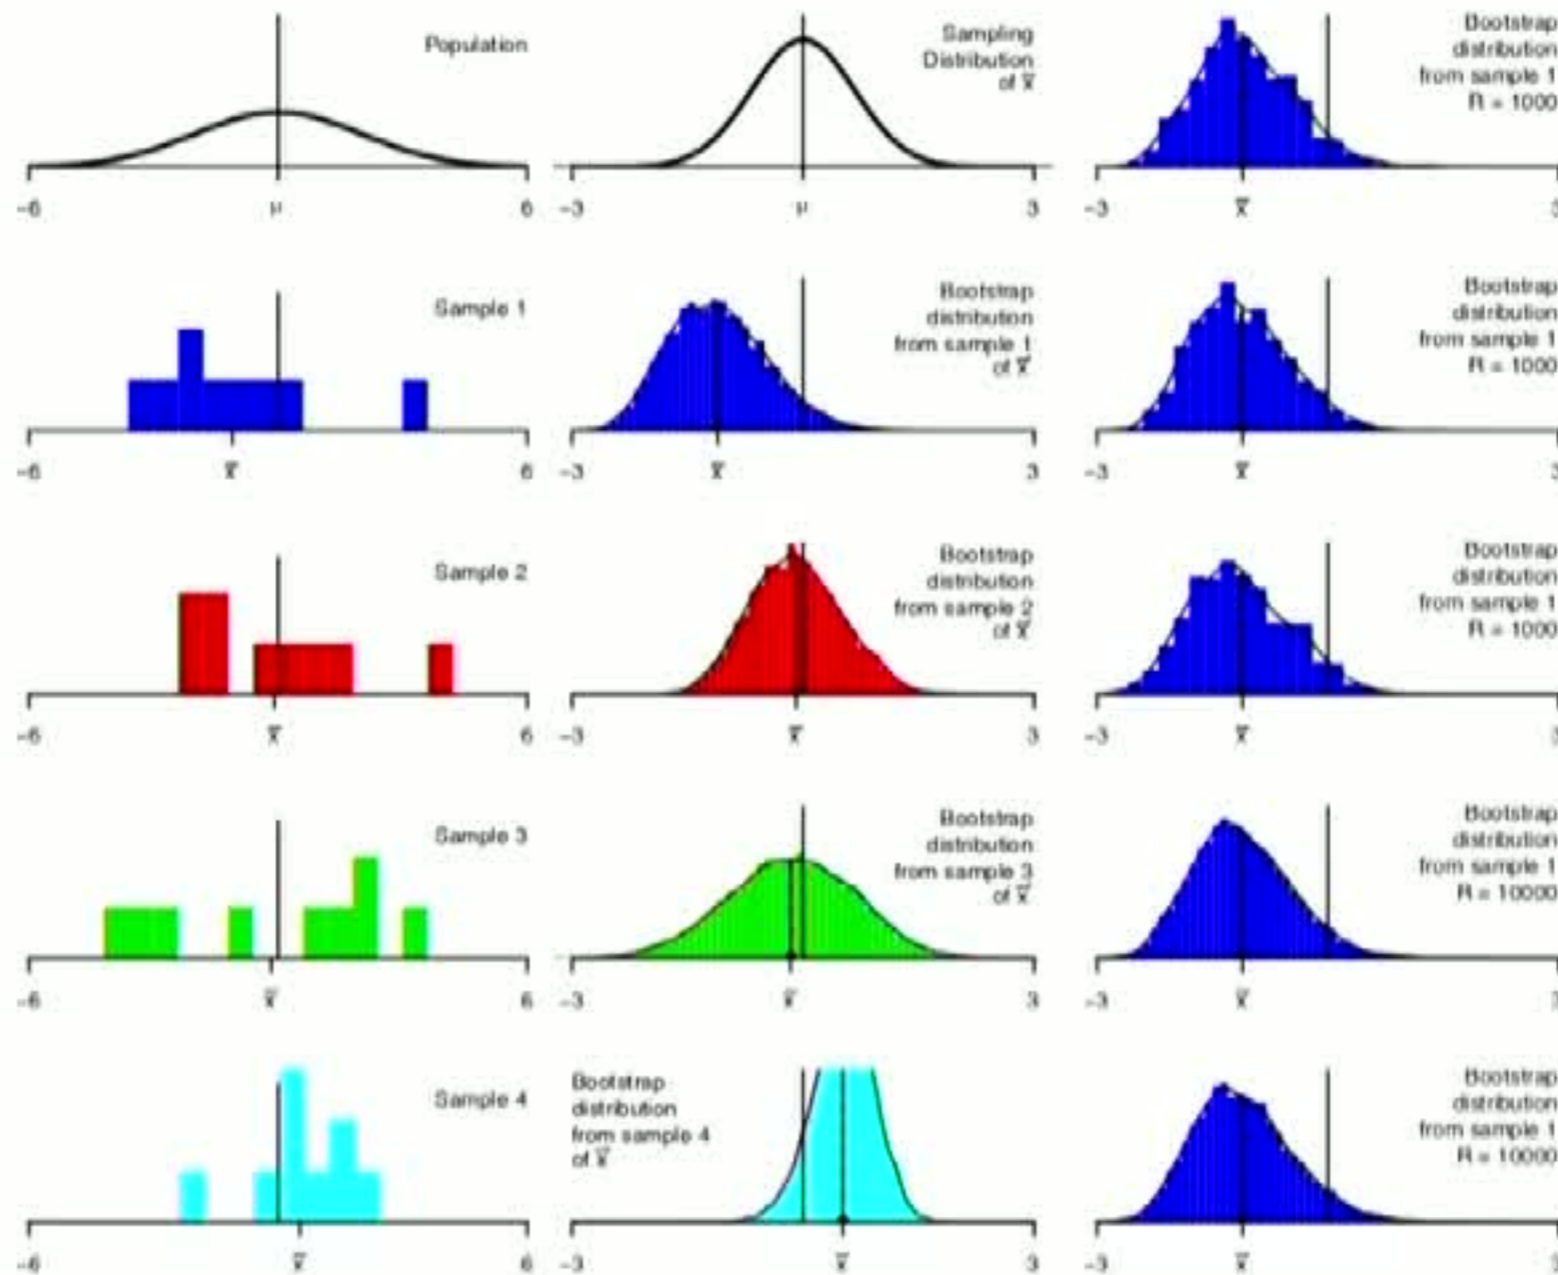 Population
-6 μ 6
Sampling
Distribution
of x̄
-3 μ 3
Bootstrap
distribution
from sample 1
R = 1000
-3 x̄
Sample 1
-6 x̄ 6
Bootstrap
distribution
from sample 1
of x̄
-3 x̄ 3
Bootstrap
distribution
from sample 1
R = 1000
-3 x̄
Sample 2
-6 x̄ 6
Bootstrap
distribution
from sample 2
of x̄
-3 x̄ 3
Bootstrap
distribution
from sample 1
R = 1000
-3 x̄
Sample 3
-6 x̄ 6
Bootstrap
distribution
from sample 3
of x̄
-3 x̄ 3
Bootstrap
distribution
from sample 1
R = 10000
-3 x̄
Sample 4
-6 x̄ 6
Bootstrap
distribution
from sample 4
of x̄
-3 x̄ 3
Bootstrap
distribution
from sample 1
R = 10000
-3 x̄